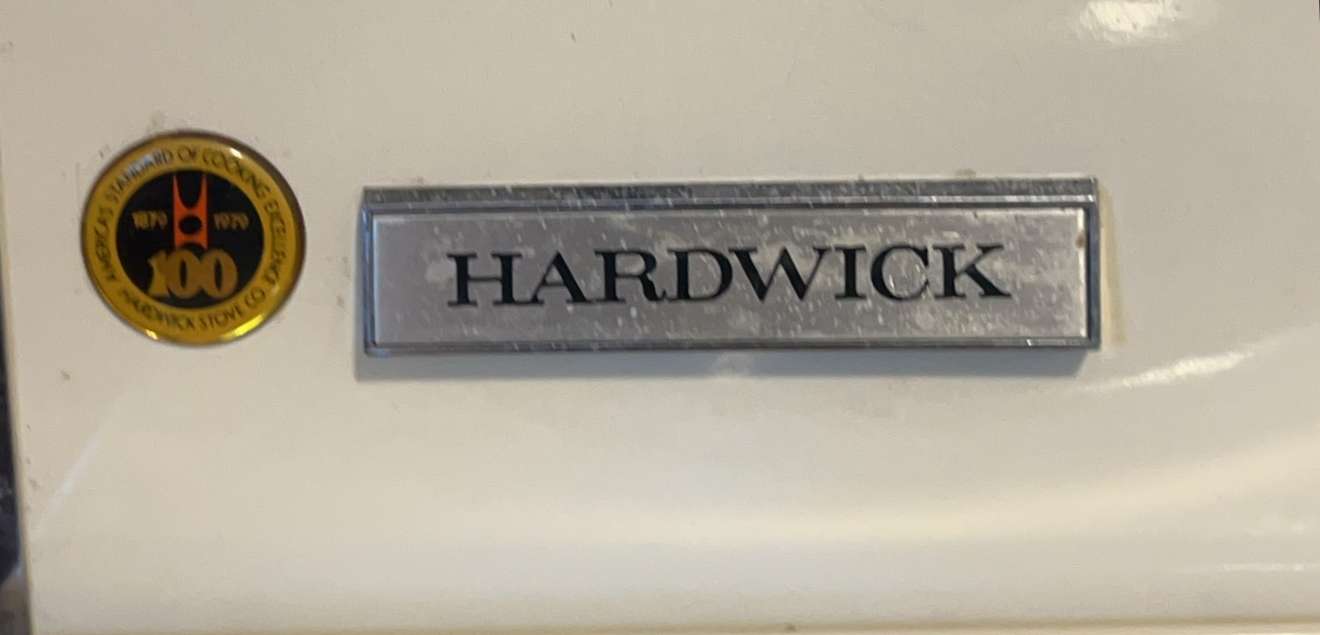 AMERICA'S STANDARD OF COOKING EXCELLENCE
1879 1979
100
HARDWICK STOVE CO.
HARDWICK